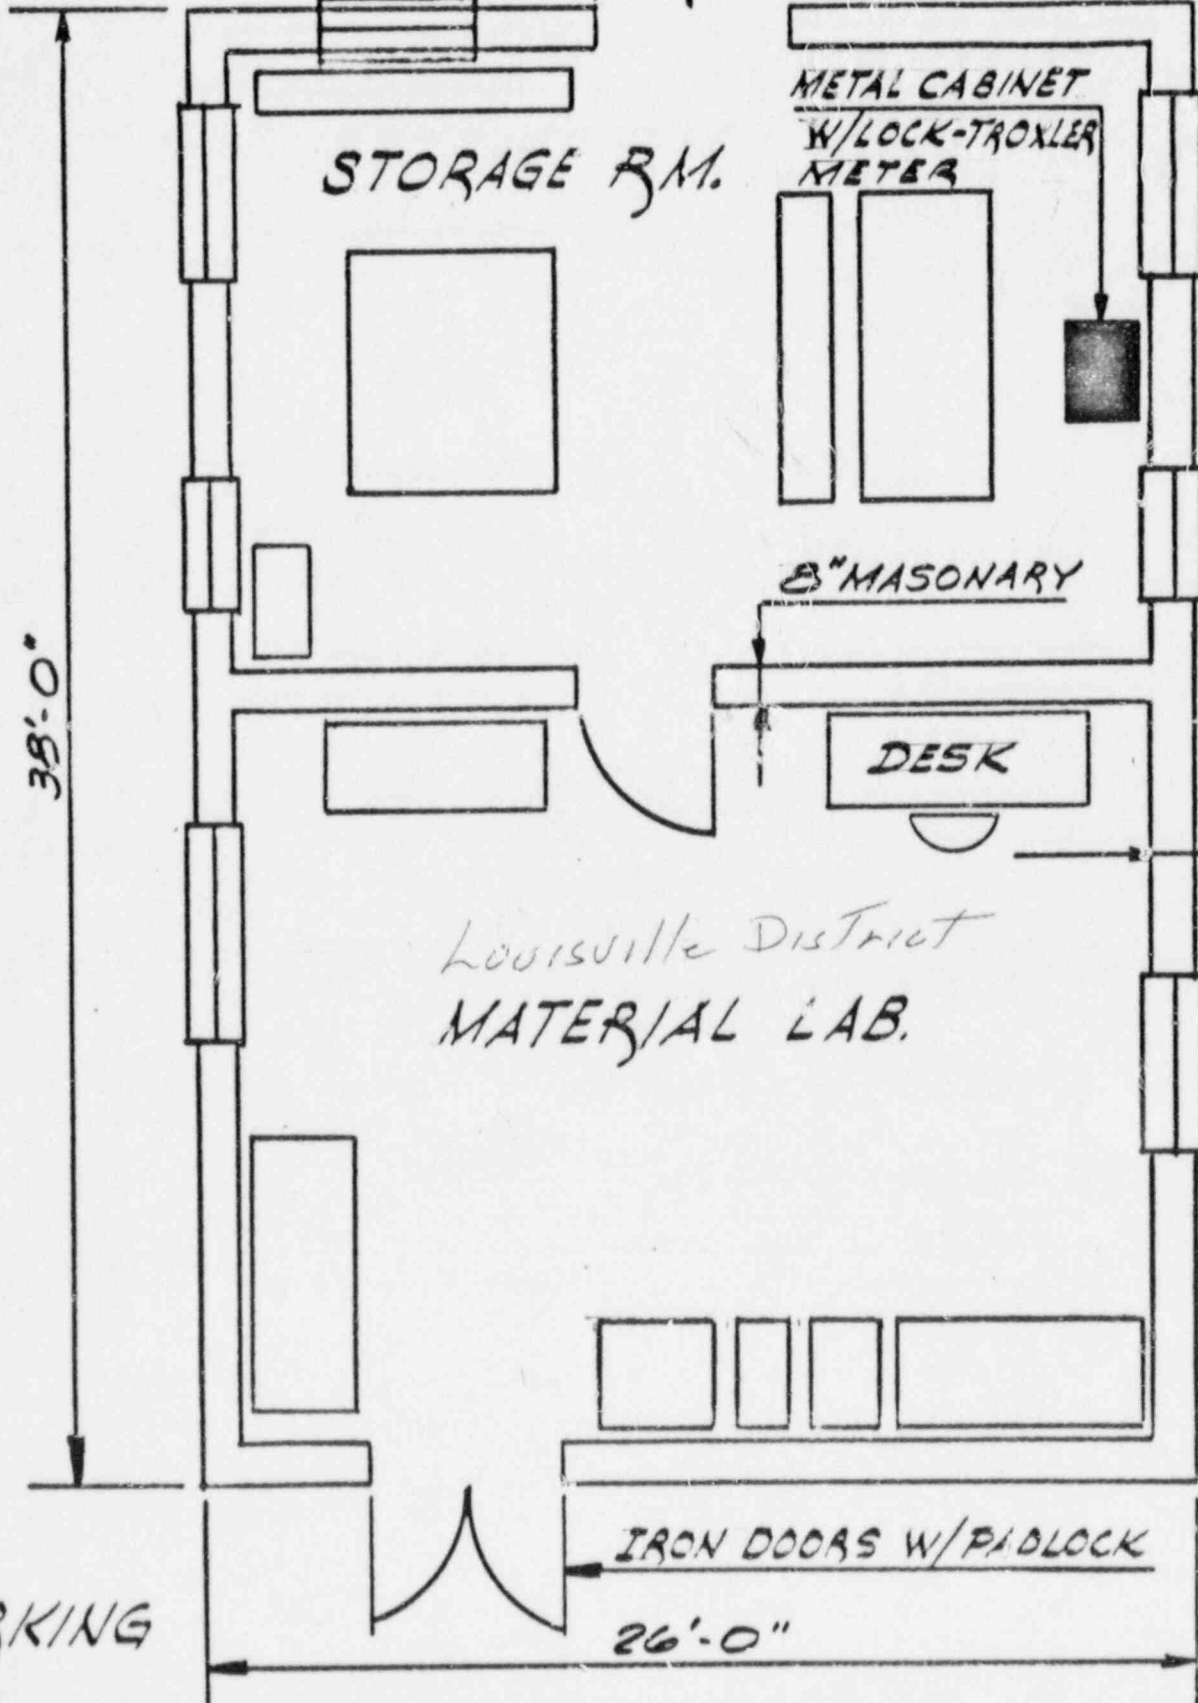 METAL CABINET
W/LOCK-TROXLER
METER
STORAGE RM.
8" MASONARY
38'-0"
DESK
Louisville District
MATERIAL LAB.
IRON DOORS W/PADLOCK
26'-0"
RKING